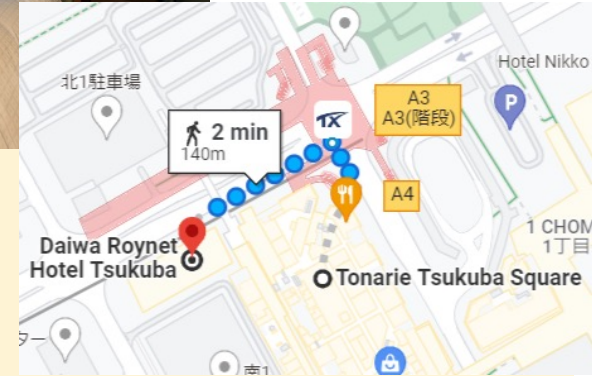 北1駐車場
2 min
140m
TX
A3
A3(階段)
Hotel Nikko
P
A4
Daiwa Roynet
Hotel Tsukuba
1 CHOM
1丁目
Tonarie Tsukuba Square
ター
南1